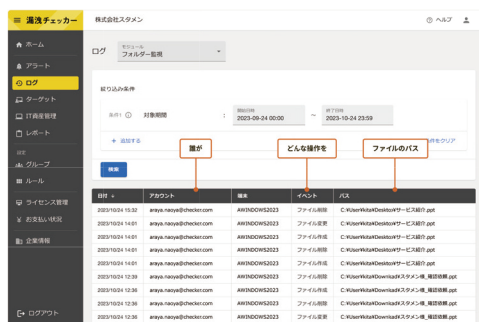 漏洩チェッカー
株式会社スタメン
ヘルプ
ホーム
アラート
ログ
ターゲット
IT資産管理
レポート
設定
グループ
ルール
ライセンス管理
お支払い状況
企業情報
ログアウト
ログ
モジュール
フォルダー監視
絞り込み条件
条件1 対象期間 : 開始日時 2023-09-24 00:00 ~ 終了日時 2023-10-24 23:59
+ 追加する
件をクリア
誰が
どんな操作を
ファイルのパス
検索
日付 アカウント 端末 イベント パス
2023/10/24 15:32 araya.naoya@checker.com AWINDOWS2023 ファイル削除 C:¥User¥kita¥Desktop¥サービス紹介.ppt
2023/10/24 14:01 araya.naoya@checker.com AWINDOWS2023 ファイル変更 C:¥User¥kita¥Desktop¥サービス紹介.ppt
2023/10/24 14:01 araya.naoya@checker.com AWINDOWS2023 ファイル作成 C:¥User¥kita¥Desktop¥サービス紹介.ppt
2023/10/24 14:01 araya.naoya@checker.com AWINDOWS2023 ファイル削除 C:¥User¥kita¥Desktop¥サービス紹介.ppt
2023/10/24 12:39 araya.naoya@checker.com AWINDOWS2023 ファイル削除 C:¥User¥kita¥Download¥スタメン様_確認依頼.ppt
2023/10/24 12:36 araya.naoya@checker.com AWINDOWS2023 ファイル作成 C:¥User¥kita¥Download¥スタメン様_確認依頼.ppt
2023/10/24 12:36 araya.naoya@checker.com AWINDOWS2023 ファイル削除 C:¥User¥kita¥Download¥スタメン様_確認依頼.ppt
2023/10/24 12:36 araya.naoya@checker.com AWINDOWS2023 ファイル変更 C:¥User¥kita¥Download¥スタメン様_確認依頼.ppt